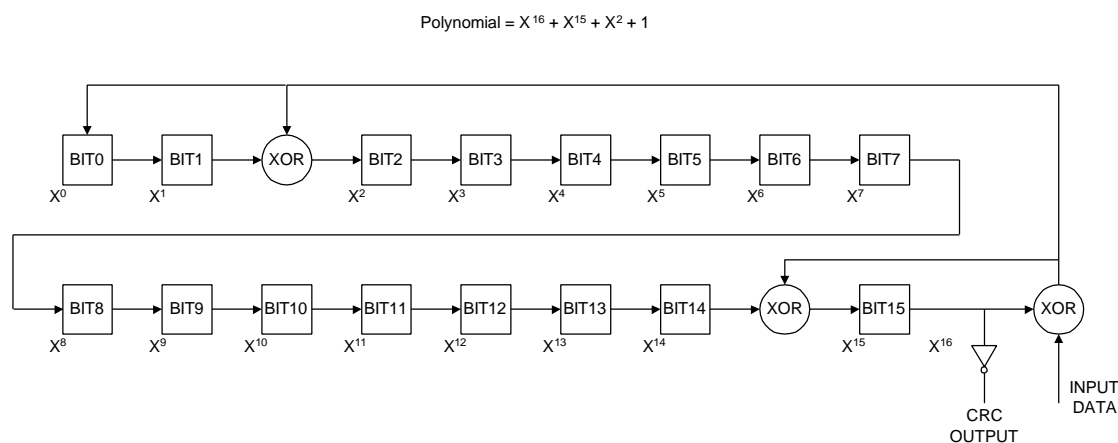 Polynomial = X¹⁶ + X¹⁵ + X² + 1
BIT0 BIT1 XOR BIT2 BIT3 BIT4 BIT5 BIT6 BIT7
X⁰ X¹ X² X³ X⁴ X⁵ X⁶ X⁷
BIT8 BIT9 BIT10 BIT11 BIT12 BIT13 BIT14 XOR BIT15 XOR
X⁸ X⁹ X¹⁰ X¹¹ X¹² X¹³ X¹⁴ X¹⁵ X¹⁶
CRC
OUTPUT
INPUT
DATA